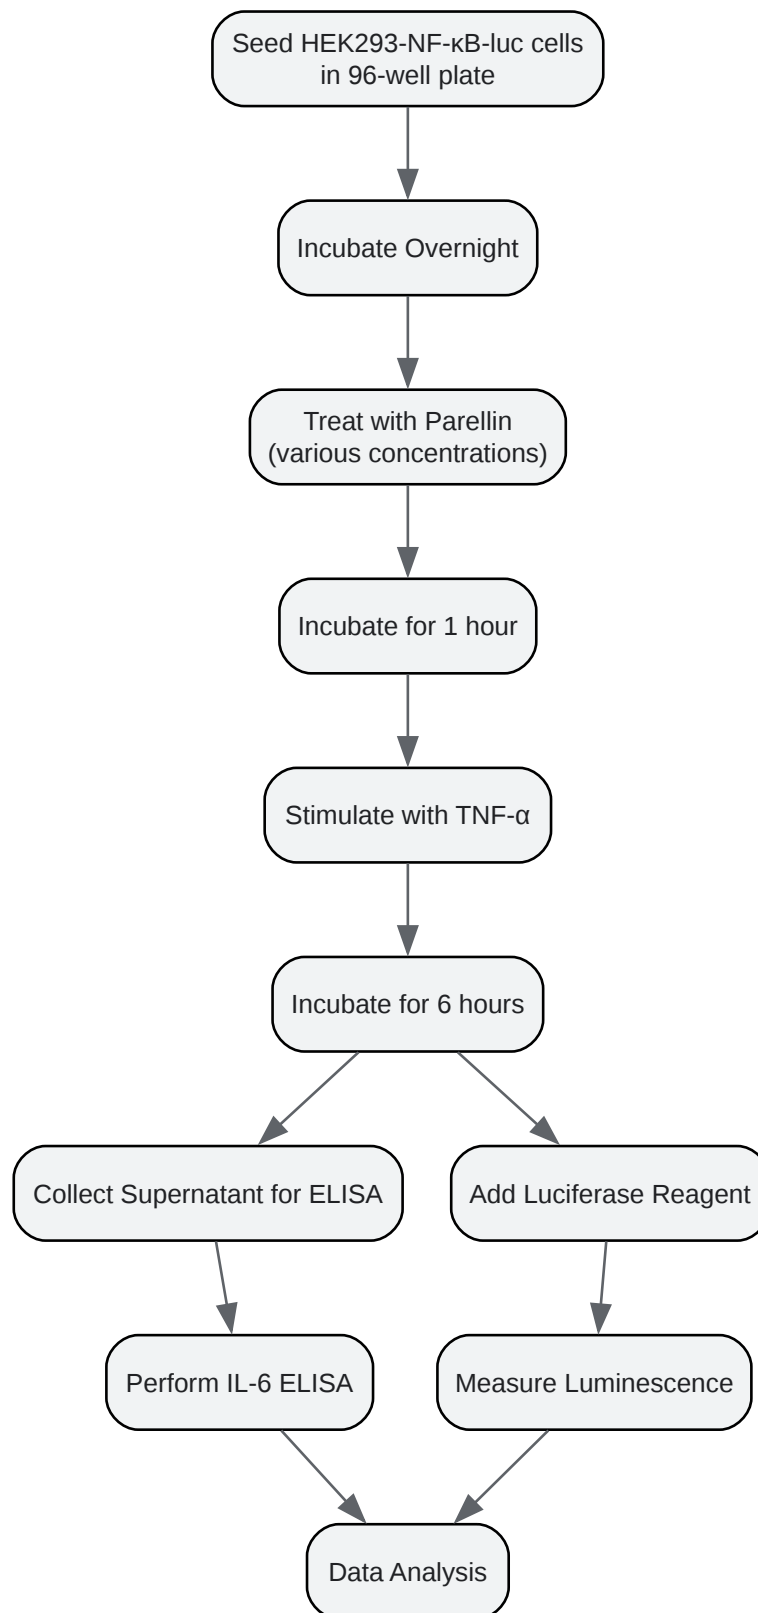 Seed HEK293-NF-κB-luc cells
in 96-well plate
Incubate Overnight
Treat with Parellin
(various concentrations)
Incubate for 1 hour
Stimulate with TNF-α
Incubate for 6 hours
Collect Supernatant for ELISA
Add Luciferase Reagent
Perform IL-6 ELISA
Measure Luminescence
Data Analysis